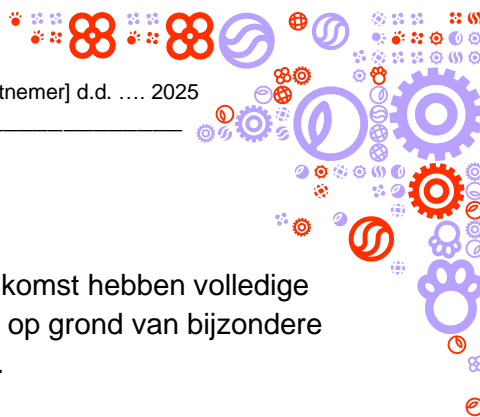 tnemer] d.d. …. 2025
komst hebben volledige
op grond van bijzondere
.